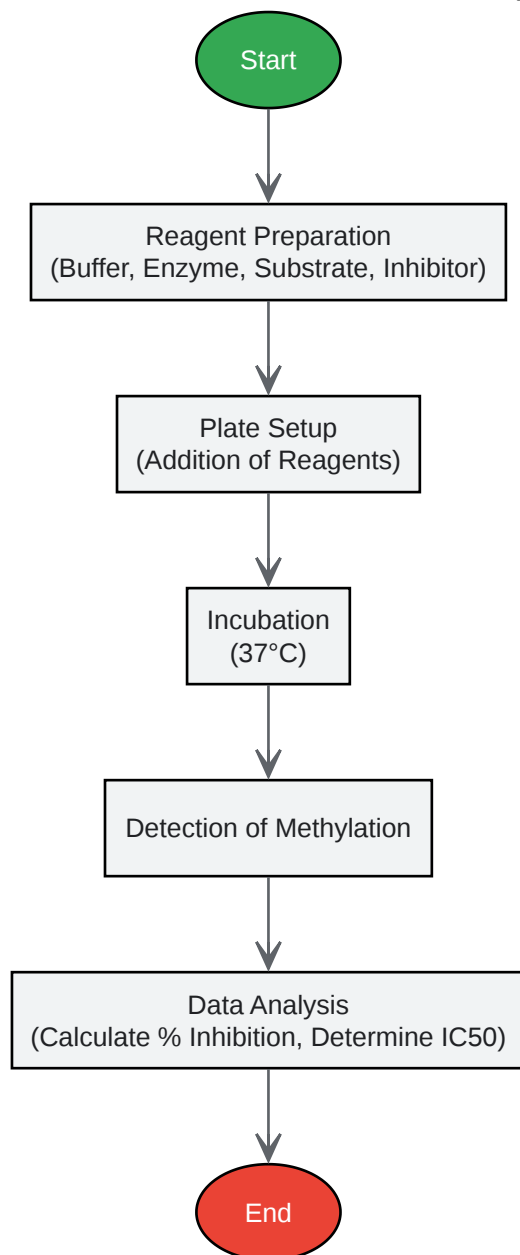 Start
Reagent Preparation
(Buffer, Enzyme, Substrate, Inhibitor)
Plate Setup
(Addition of Reagents)
Incubation
(37°C)
Detection of Methylation
Data Analysis
(Calculate % Inhibition, Determine IC50)
End